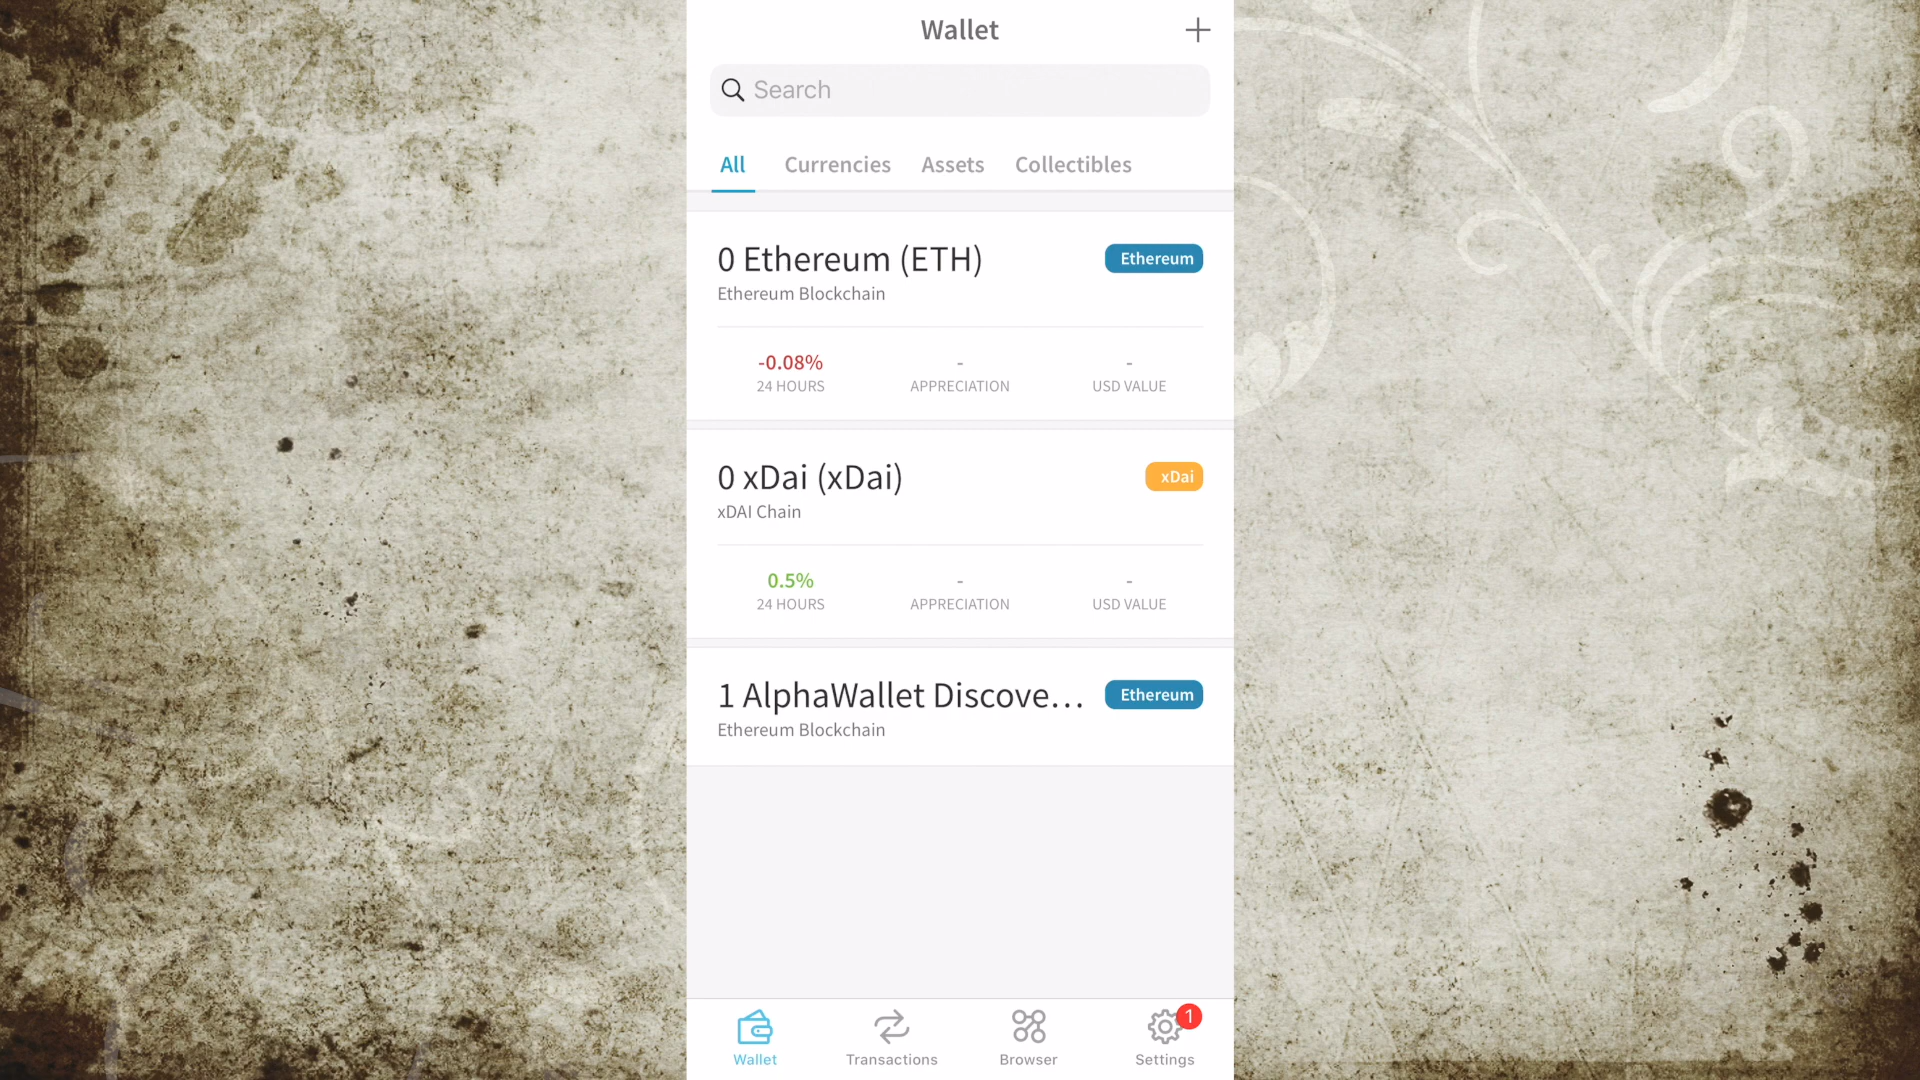 Wallet
Search
All Currencies Assets Collectibles
0 Ethereum (ETH) Ethereum
Ethereum Blockchain
-0.08% - -
24 HOURS APPRECIATION USD VALUE
0 xDai (xDai) xDai
xDAI Chain
0.5% - -
24 HOURS APPRECIATION USD VALUE
1 AlphaWallet Discove... Ethereum
Ethereum Blockchain
1
Wallet Transactions Browser Settings